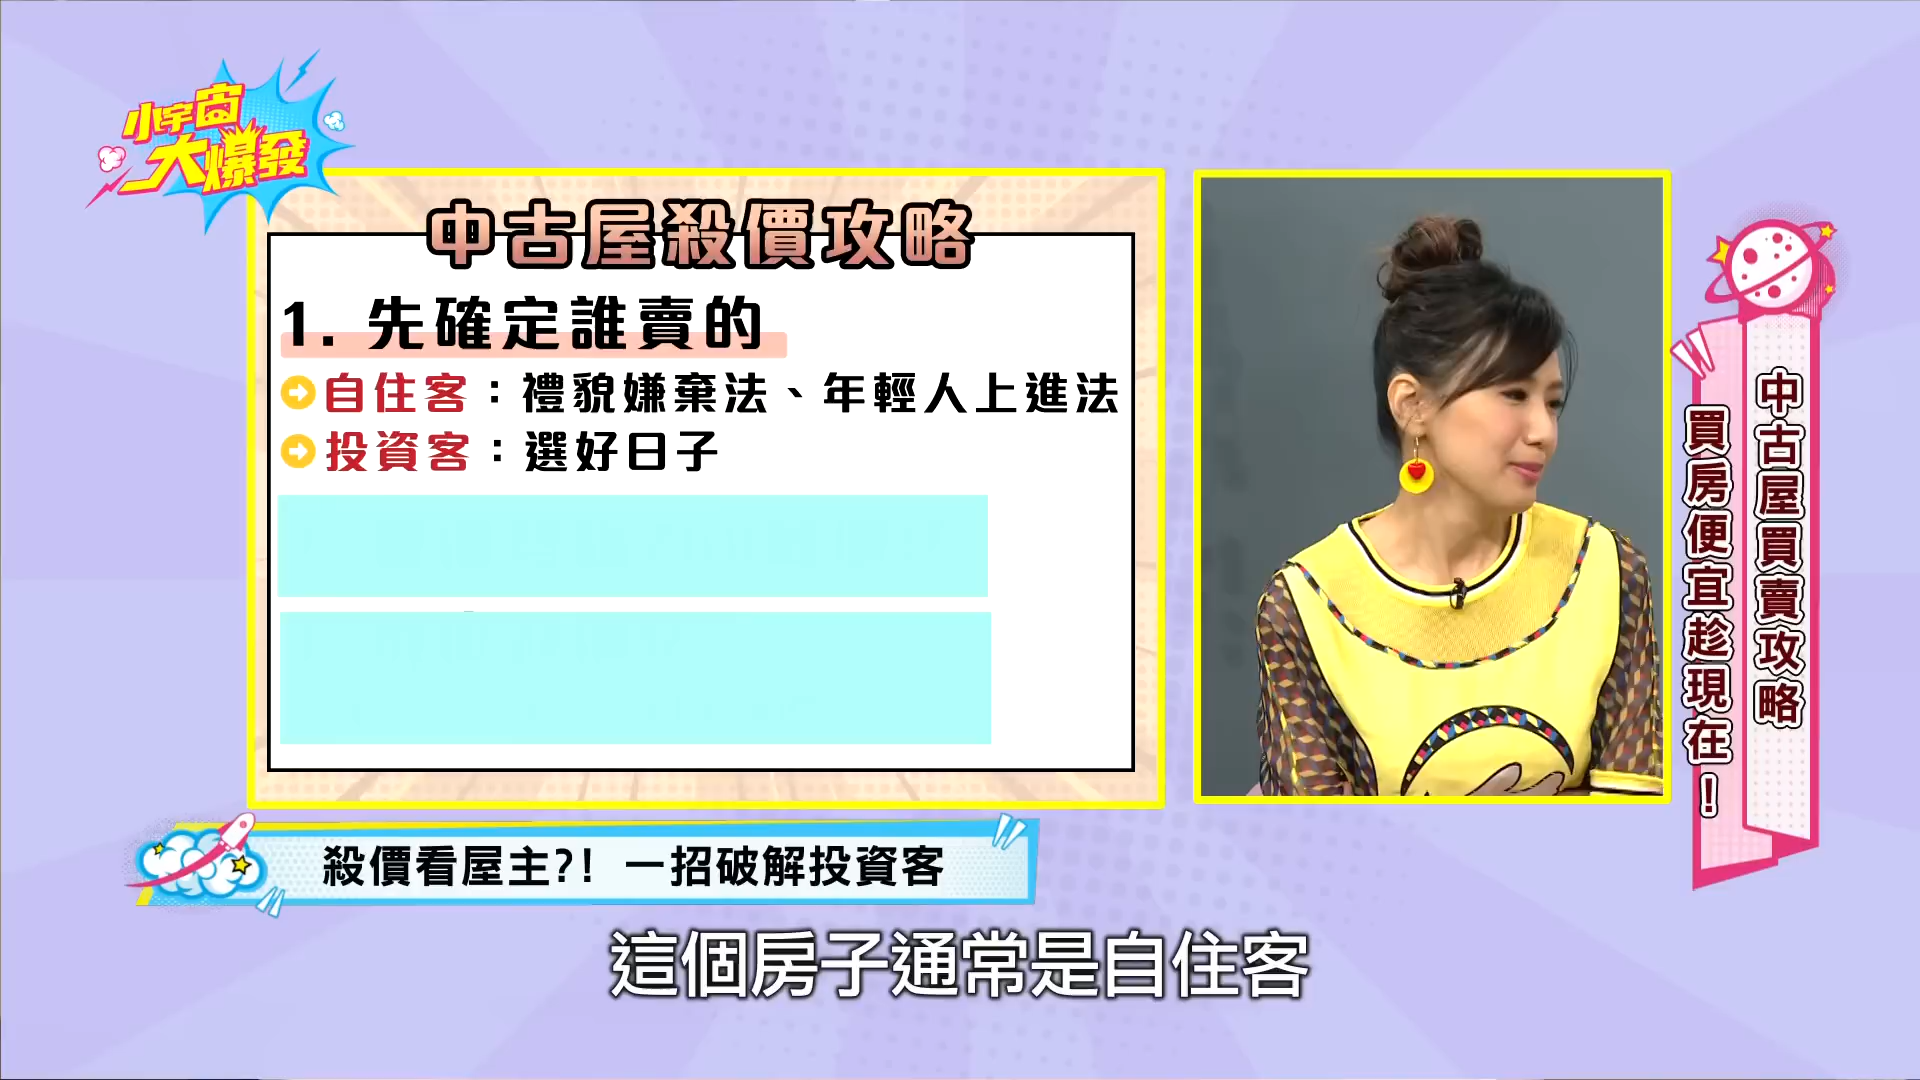 小宇宙
大爆發
中古屋殺價攻略
1. 先確定誰賣的
自住客：禮貌嫌棄法、年輕人上進法
投資客：選好日子
中古屋買賣攻略
買房便宜趁現在！
殺價看屋主?! 一招破解投資客
這個房子通常是自住客